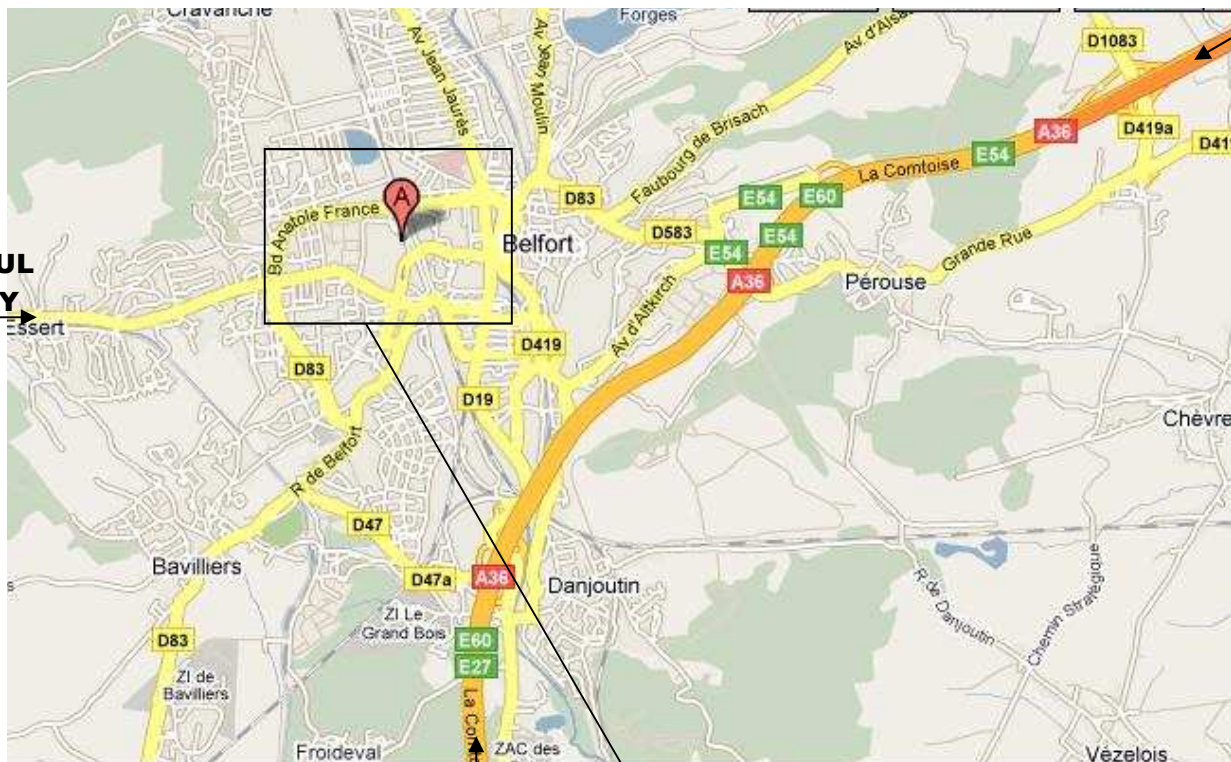 Cravanche
Forges
Av Jean Jaurès
Av Jean Moulin
Av. d'Alsac
D1083
Faubourg de Brisach
A36
D419a
D419
E54
La Comtoise
Bd Anatole France
A
D83
E54
E60
D583
E54
E54
Belfort
Grande Rue
UL
Y
A36
Pérouse
Essert
Av d'Altkirch
D419
D83
D19
Chèvre
R de Belfort
D47
Bavilliers
D47a
A36
Danjoutin
s
ZI Le
Grand Bois
R de Danjoutin
Chemin Stratégique
D83
E60
E27
ZI de
Bavilliers
La Comt
Froideval
ZAC des
Vézelois